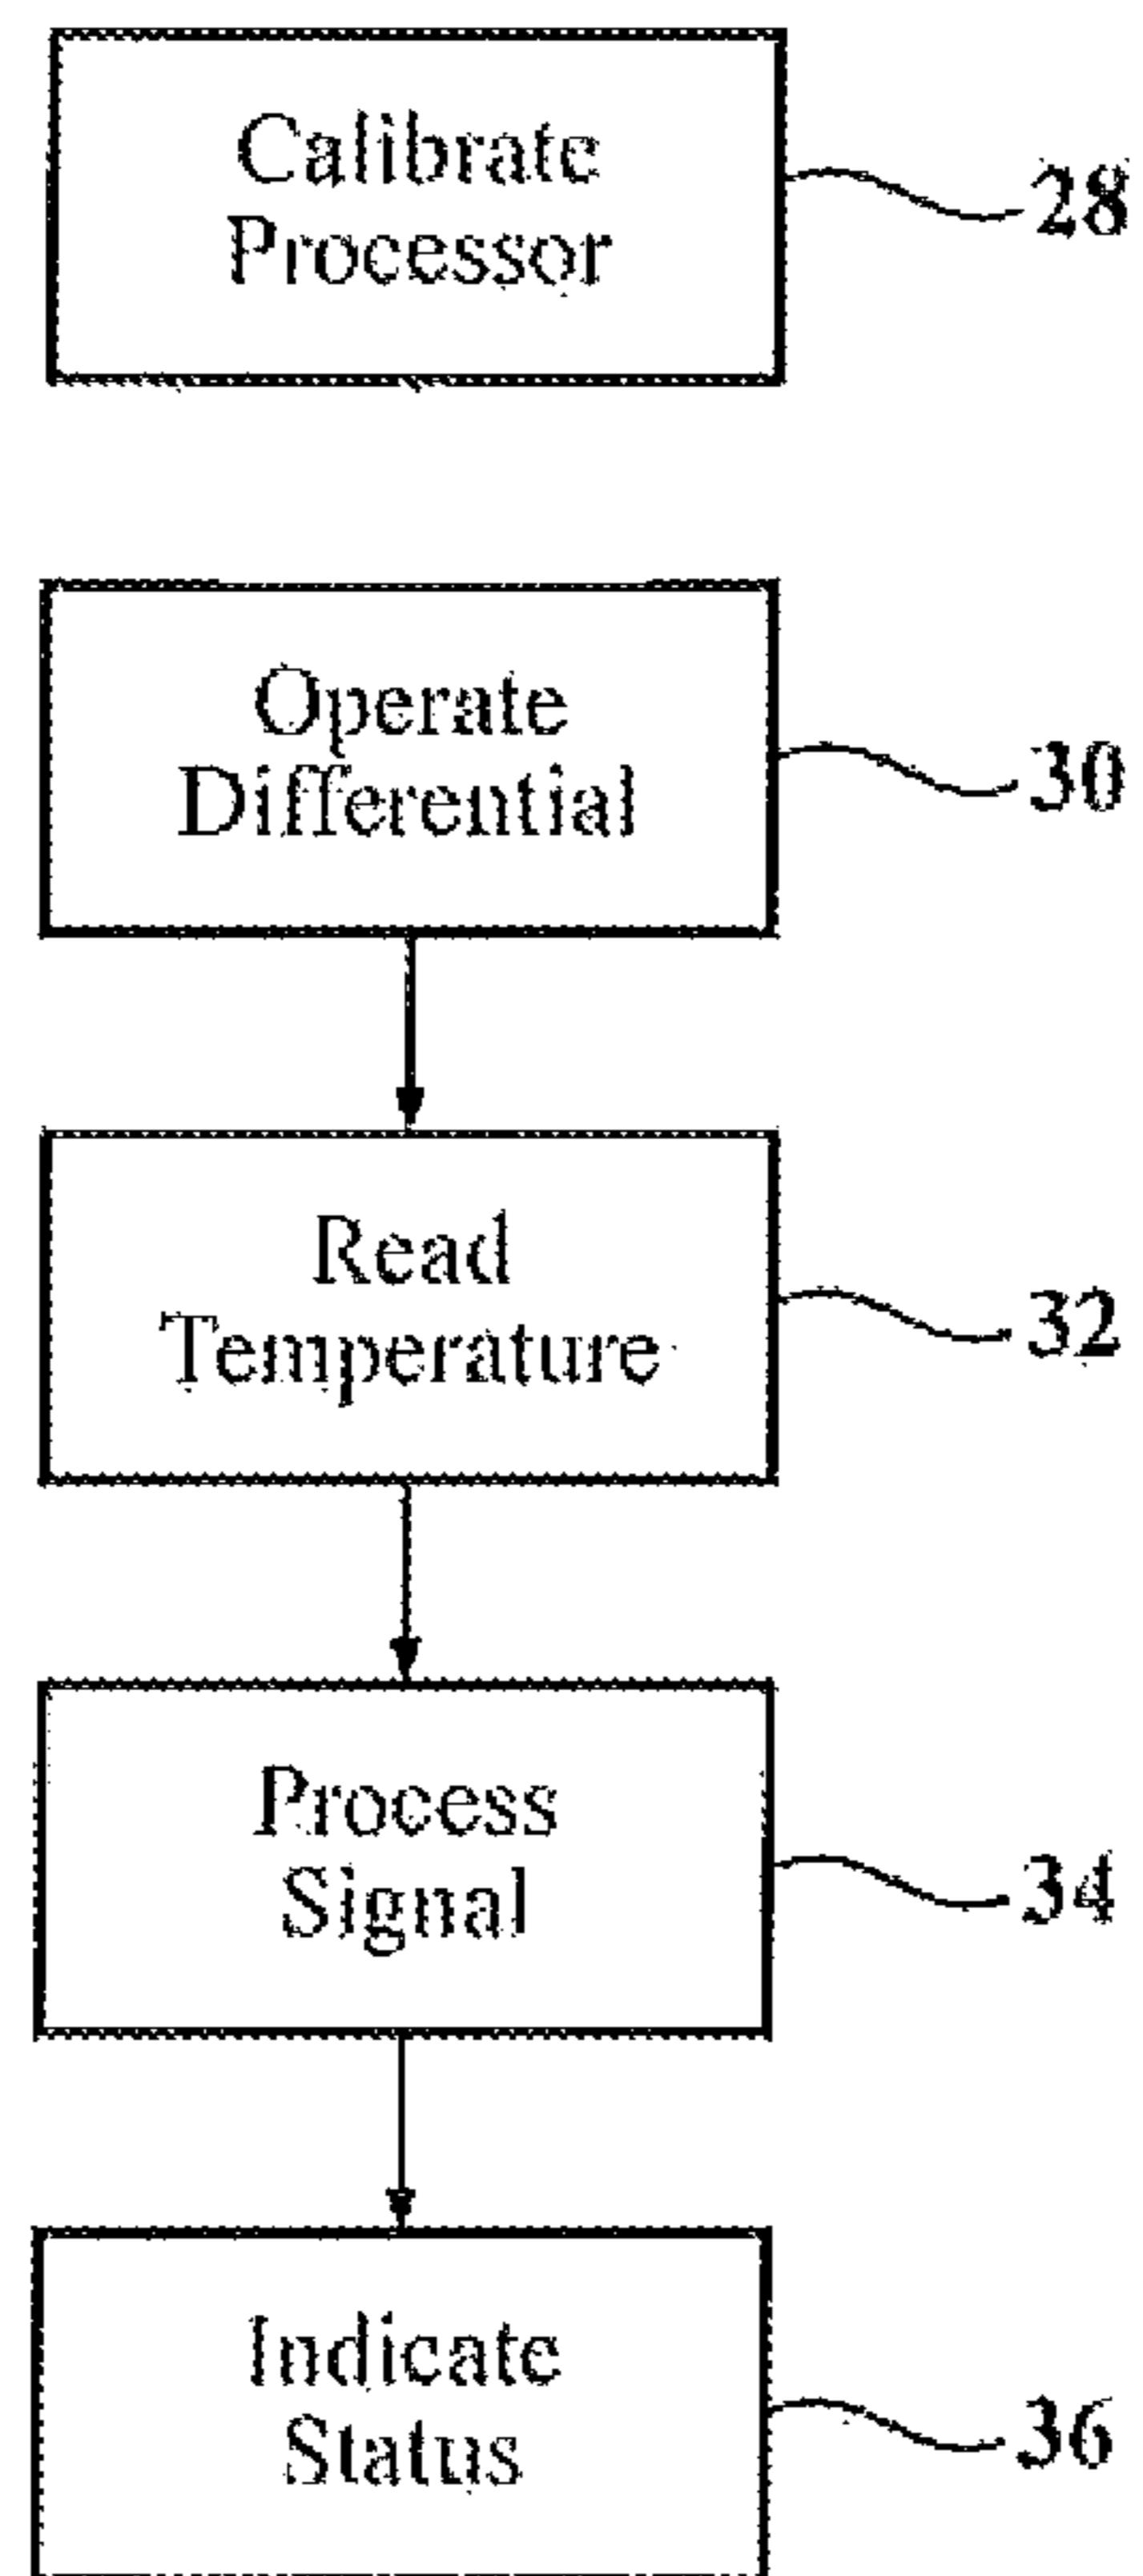 Calibrate
Processor
28
Operate
Differential
30
Read
Temperature
32
Process
Signal
34
Indicate
Status
36